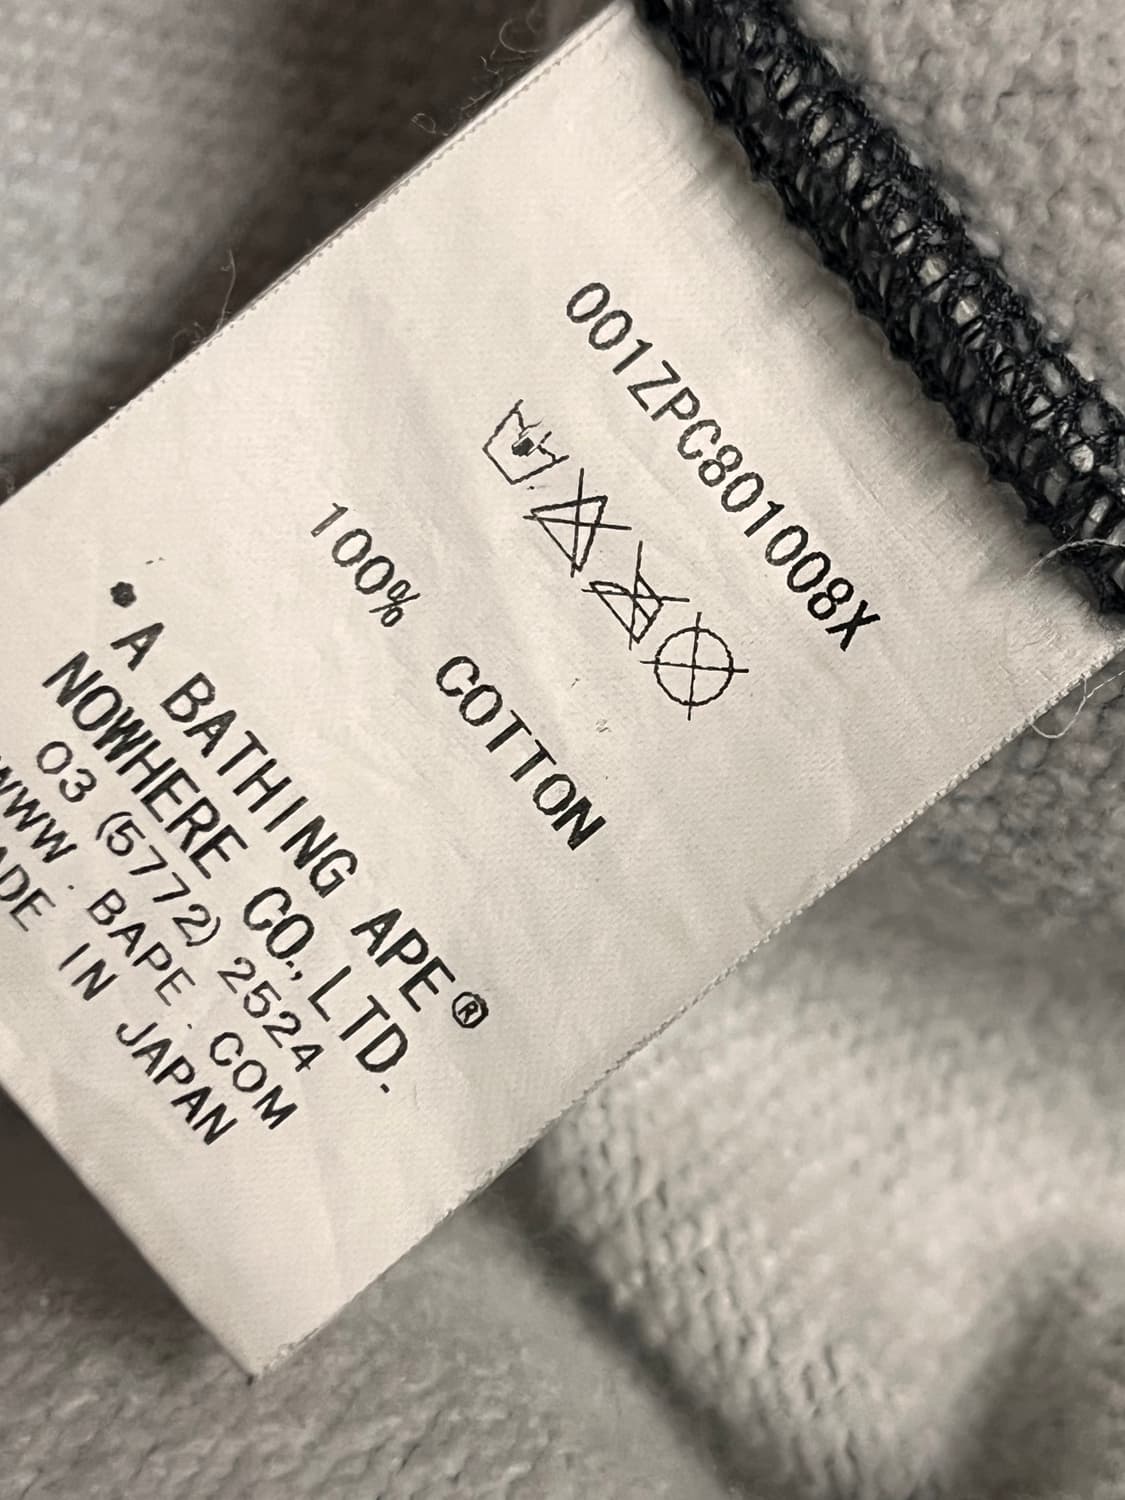 001ZPC801008X
100% COTTON
• A BATHING APE®
NOWHERE CO., LTD.
03 (5772) 2524
WWW.BAPE.COM
ADE IN JAPAN